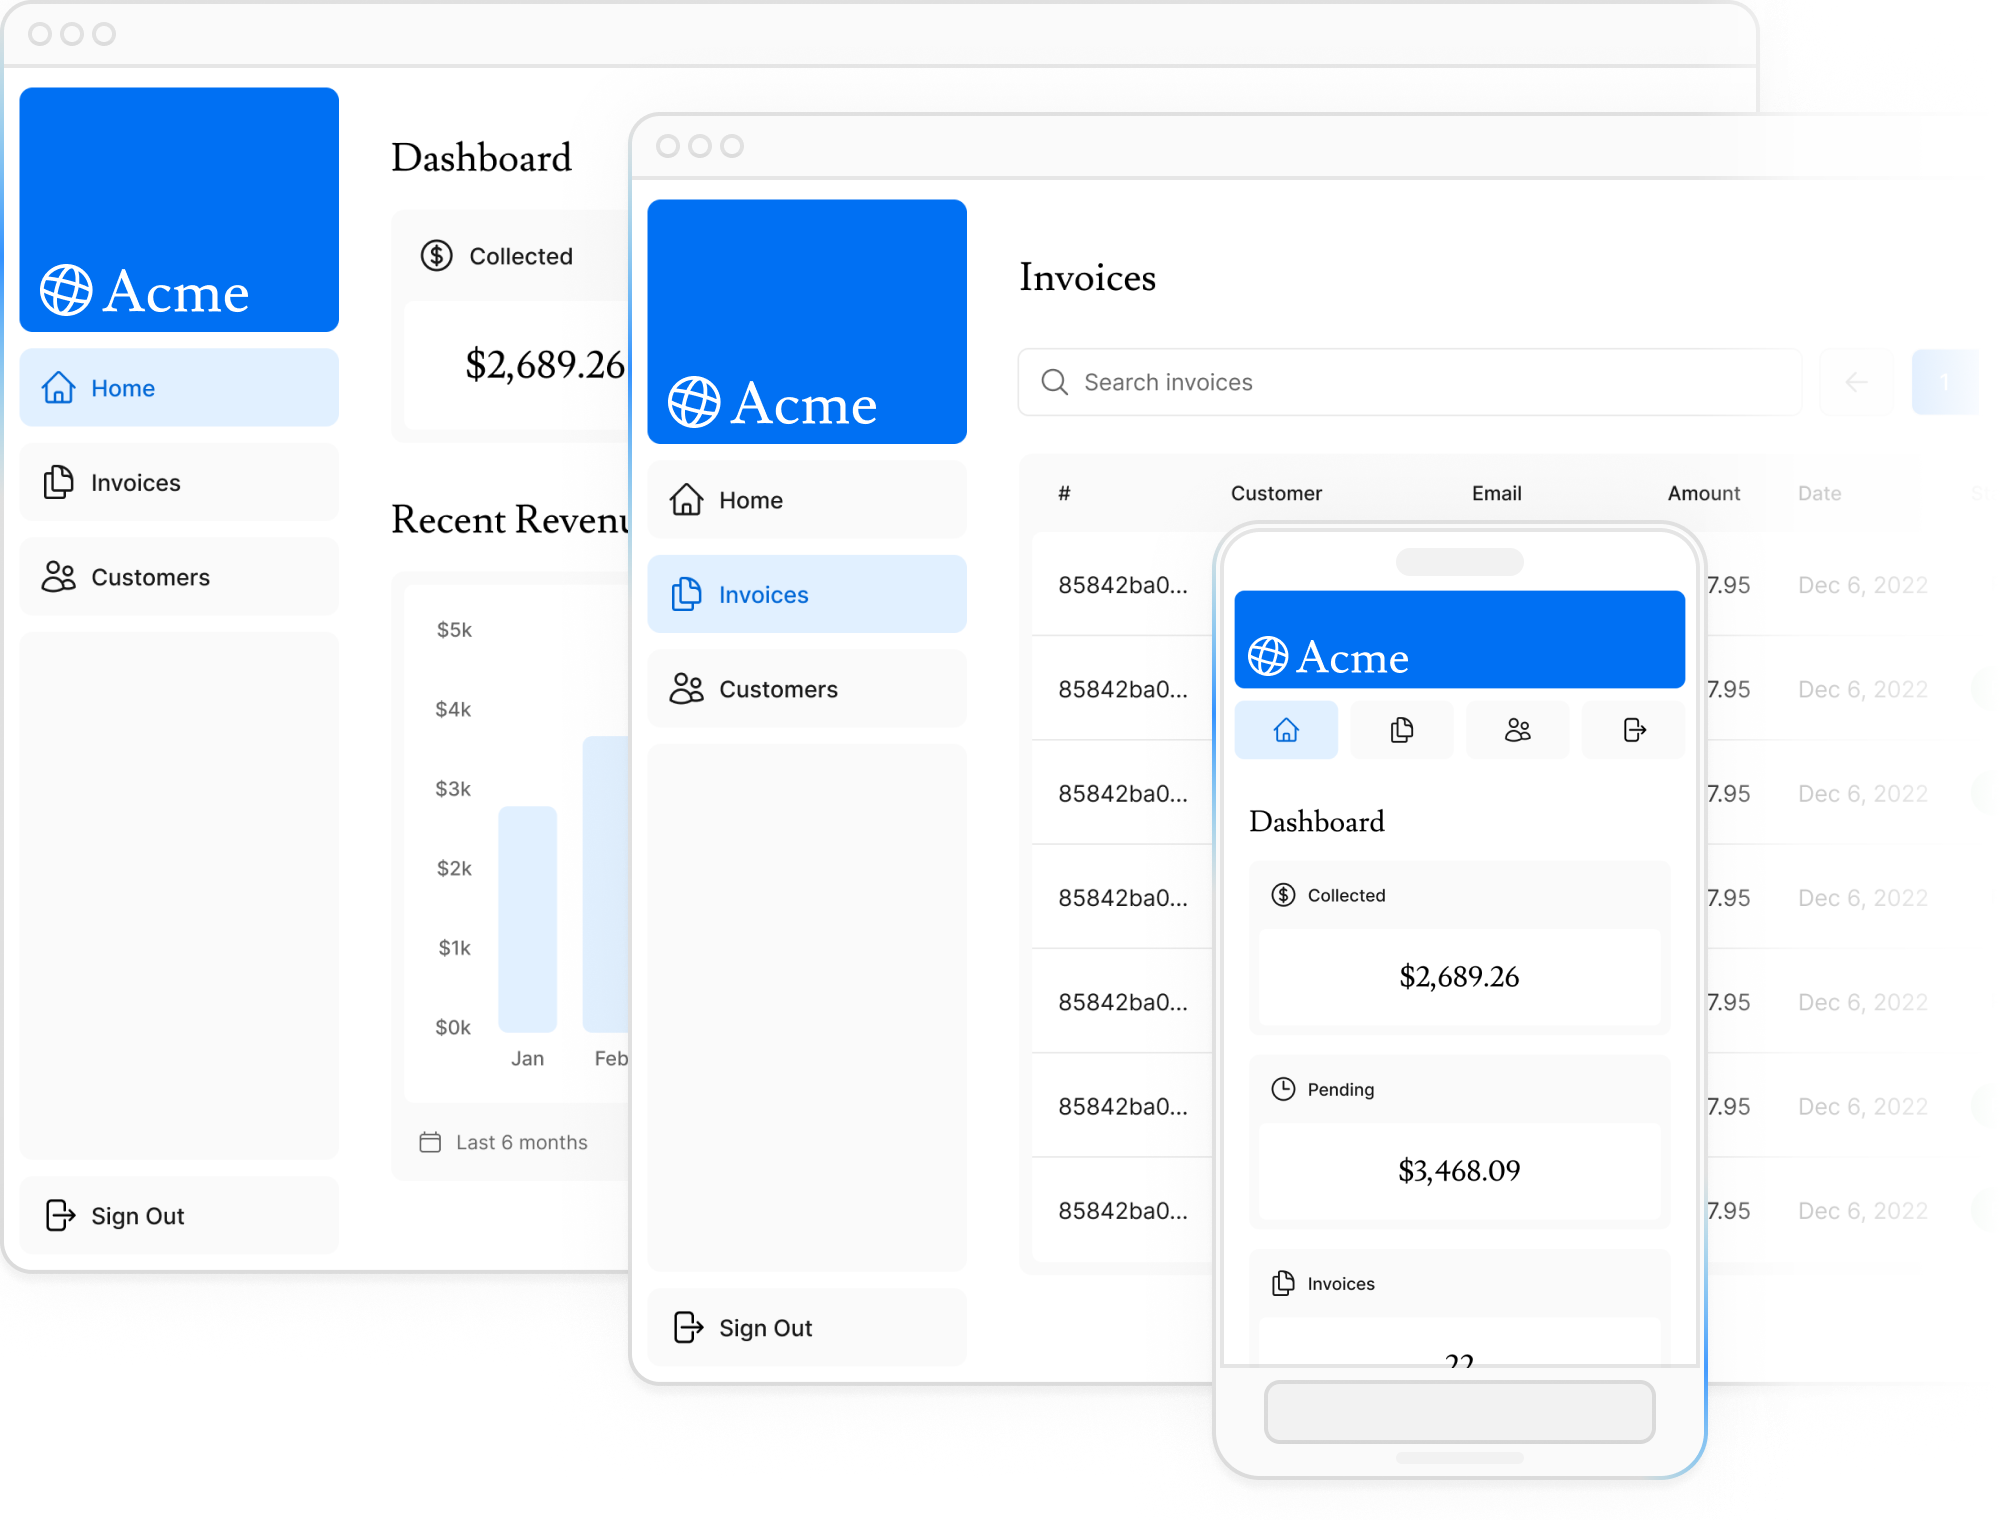 Acme
Home
Invoices
Customers
Sign Out
Dashboard
Collected
$2,689.26
Recent
$5k
$4k
$3k
$2k
$1k
$0k
Jan
Feb
Last 6 months
Acme
Home
Invoices
Customers
Sign Out
Invoices
Search invoices
1
# Customer Email Amount Date
85842ba0... 7.95 Dec 6, 2022
85842ba0... 7.95 Dec 6, 2022
85842ba0... 7.95 Dec 6, 2022
85842ba0... 7.95 Dec 6, 2022
85842ba0... 7.95 Dec 6, 2022
85842ba0... 7.95 Dec 6, 2022
85842ba0... 7.95 Dec 6, 2022
Acme
Dashboard
Collected
$2,689.26
Pending
$3,468.09
Invoices
22